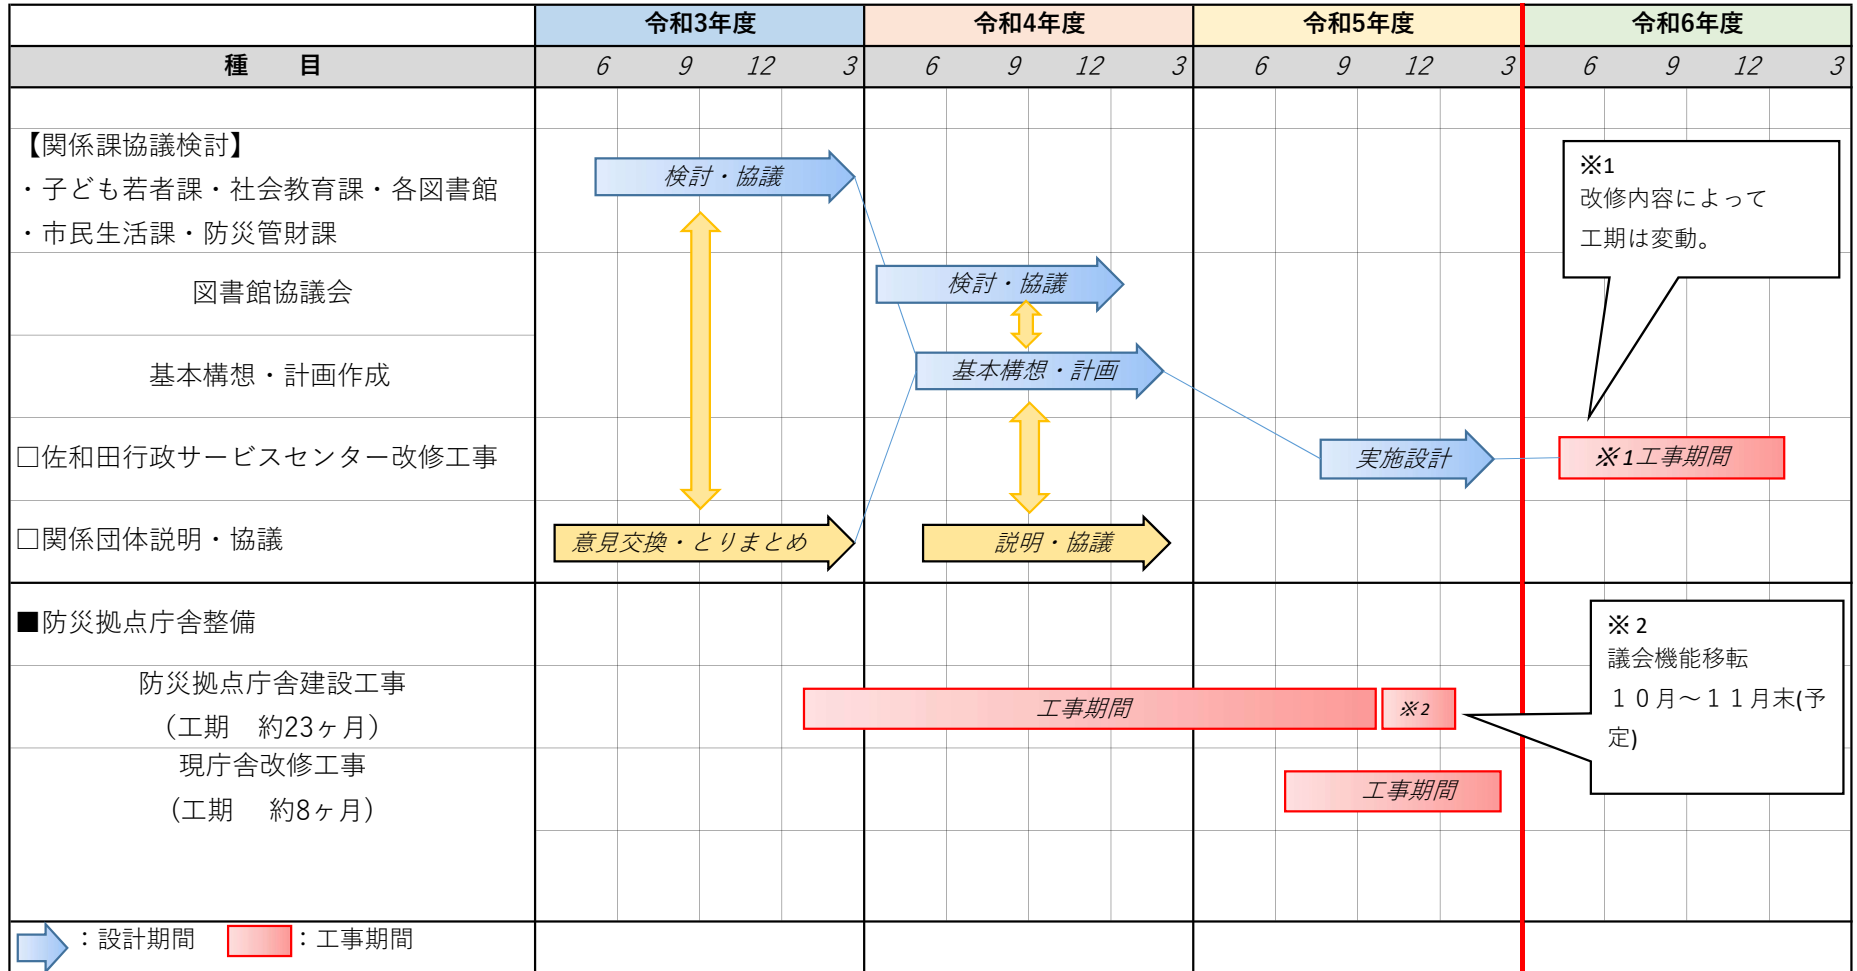 令和3年度 令和4年度 令和5年度 令和6年度
種　目 6 9 12 3 6 9 12 3 6 9 12 3 6 9 12 3
【関係課協議検討】
・子ども若者課・社会教育課・各図書館
・市民生活課・防災管財課
検討・協議
※1
改修内容によって
工期は変動。
図書館協議会
検討・協議
基本構想・計画作成
基本構想・計画
□佐和田行政サービスセンター改修工事
実施設計
※1工事期間
□関係団体説明・協議
意見交換・とりまとめ
説明・協議
■防災拠点庁舎整備
防災拠点庁舎建設工事
（工期　約23ヶ月）
工事期間
※2
※2
議会機能移転
１０月～１１月末(予
定)
現庁舎改修工事
（工期　約8ヶ月）
工事期間
：設計期間
：工事期間